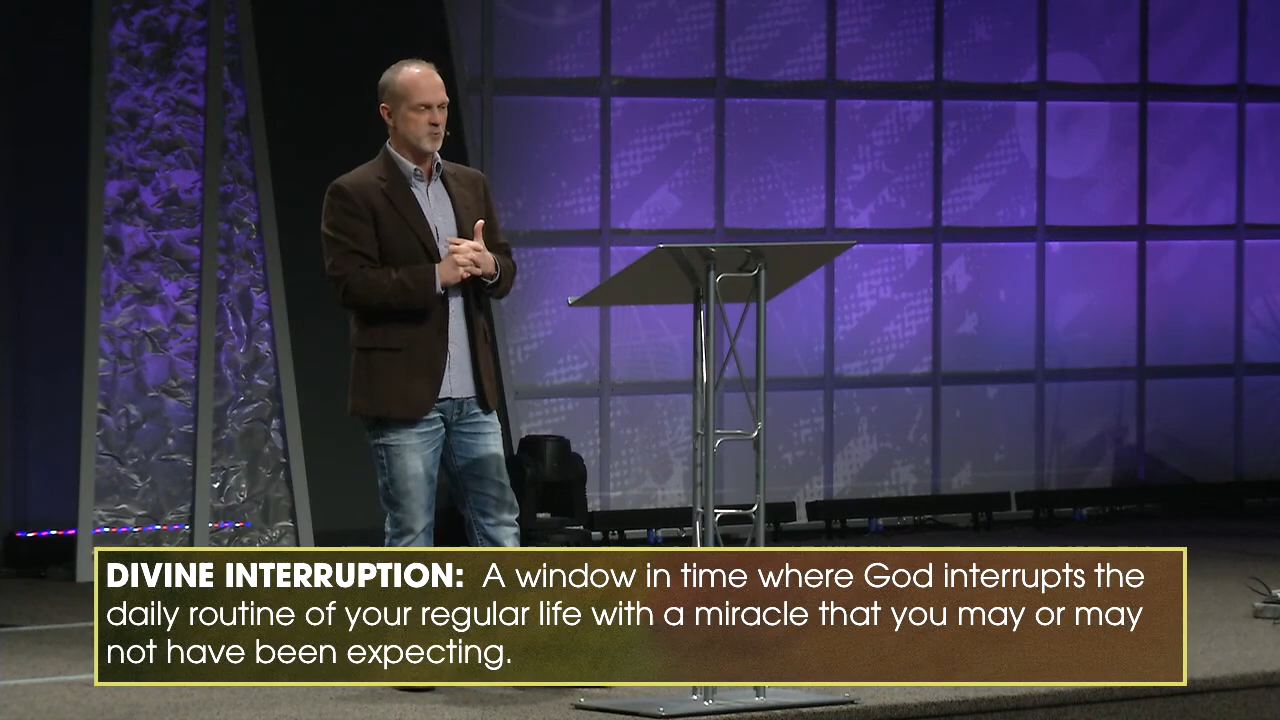 DIVINE INTERRUPTION: A window in time where God interrupts the
daily routine of your regular life with a miracle that you may or may
not have been expecting.